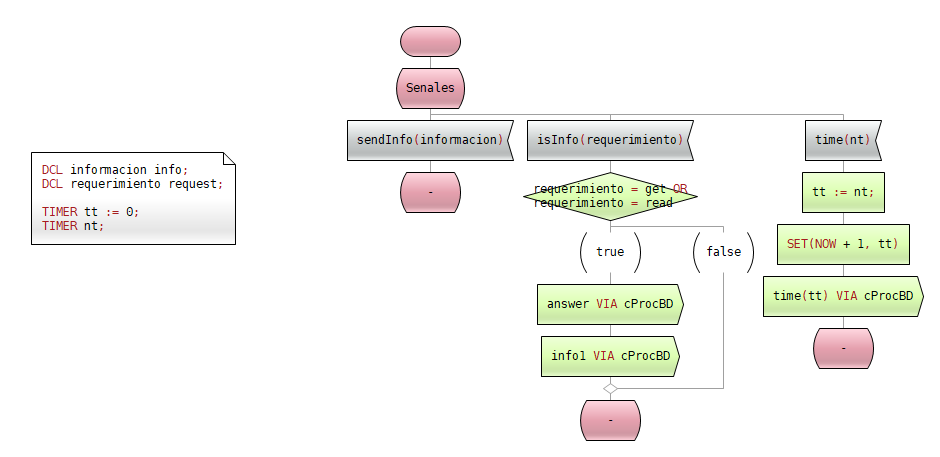 Senales
sendInfo(informacion)
isInfo(requerimiento)
time(nt)
DCL informacion info;
DCL requerimiento request;
TIMER tt := 0;
TIMER nt;
-
requerimiento = get OR
requerimiento = read
tt := nt;
true
false
SET(NOW + 1, tt)
answer VIA cProcBD
time(tt) VIA cProcBD
info1 VIA cProcBD
-
-